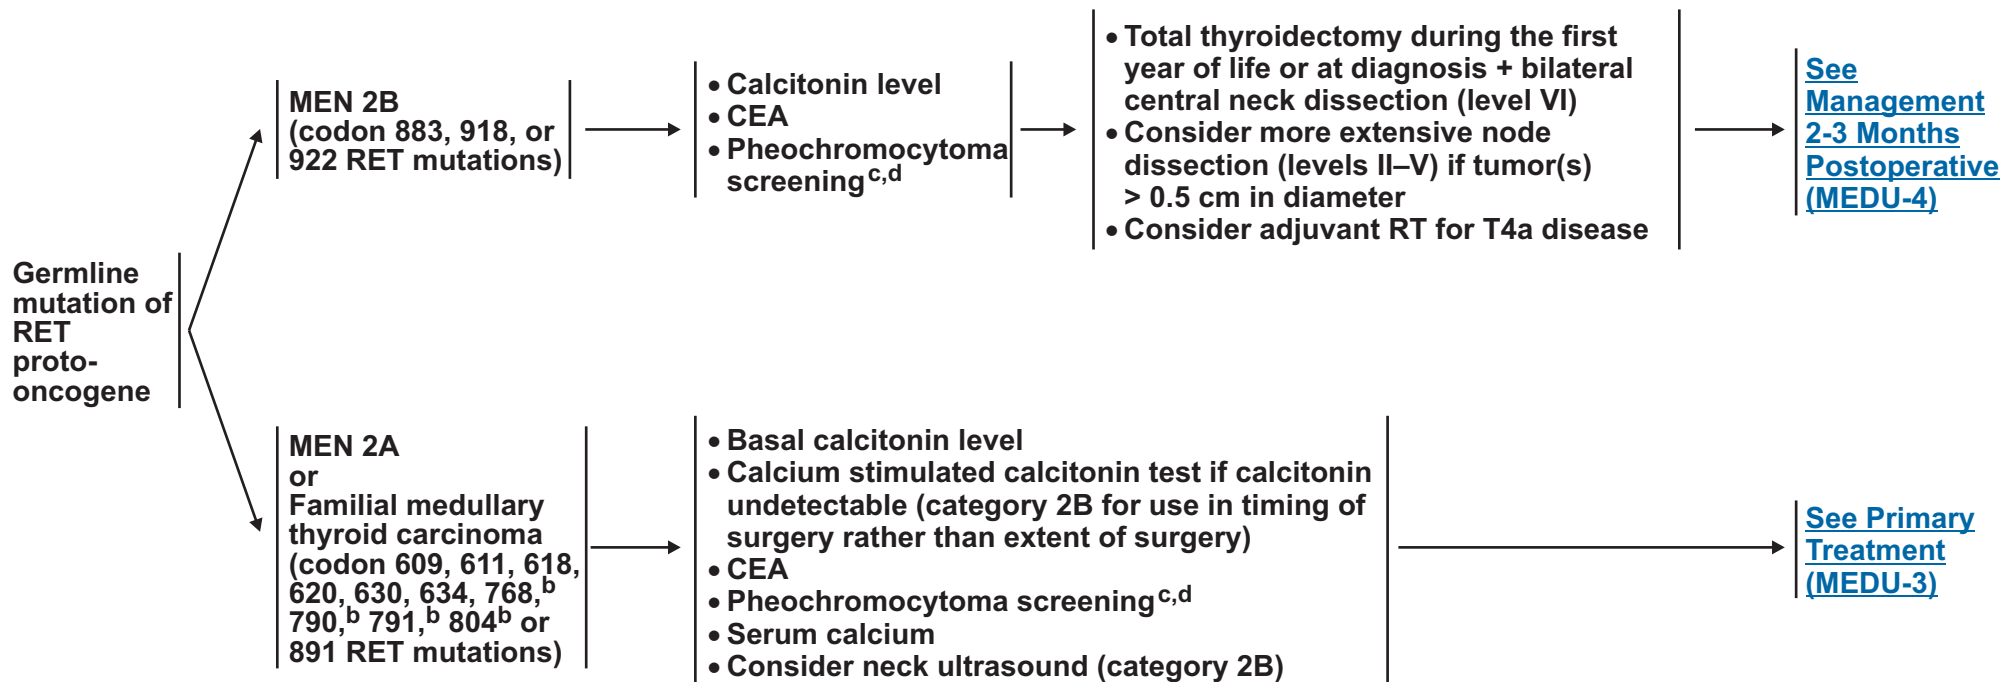 Germline
mutation of
RET
proto-
oncogene
MEN 2B
(codon 883, 918, or
922 RET mutations)
• Calcitonin level
• CEA
• Pheochromocytoma
screeningc,d
• Total thyroidectomy during the first
year of life or at diagnosis + bilateral
central neck dissection (level VI)
• Consider more extensive node
dissection (levels II–V) if tumor(s)
> 0.5 cm in diameter
• Consider adjuvant RT for T4a disease
See
Management
2-3 Months
Postoperative
(MEDU-4)
MEN 2A
or
Familial medullary
thyroid carcinoma
(codon 609, 611, 618,
620, 630, 634, 768,b
790,b 791,b 804b or
891 RET mutations)
• Basal calcitonin level
• Calcium stimulated calcitonin test if calcitonin
undetectable (category 2B for use in timing of
surgery rather than extent of surgery)
• CEA
• Pheochromocytoma screeningc,d
• Serum calcium
• Consider neck ultrasound (category 2B)
See Primary
Treatment
(MEDU-3)